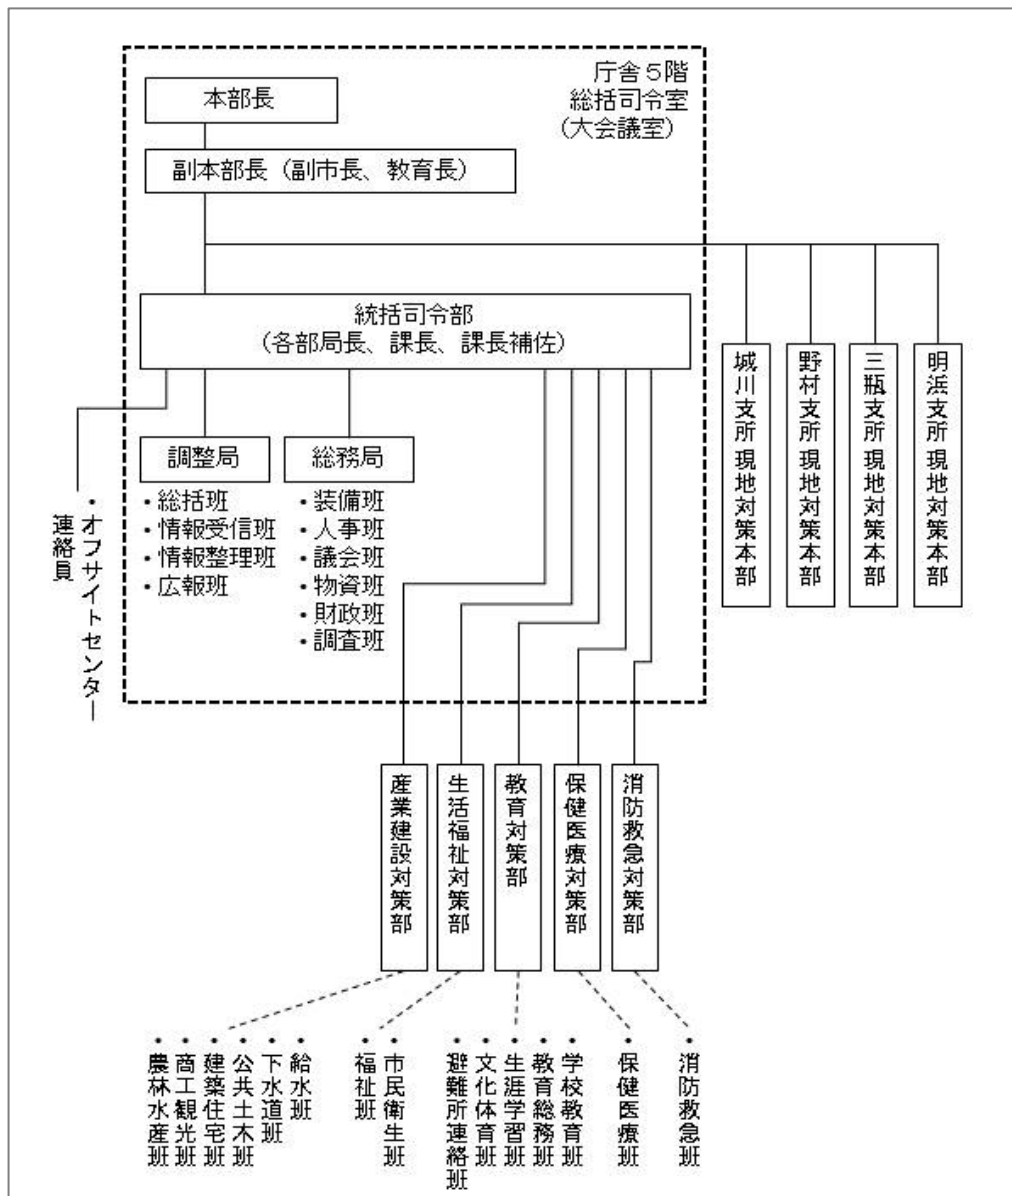 庁舎５階
総括司令室
（大会議室）
本部長
副本部長（副市長、教育長）
統括司令部
（各部局長、課長、課長補佐）
明浜支所 現地対策本部
三瓶支所 現地対策本部
野村支所 現地対策本部
城川支所 現地対策本部
調整局
・総括班
・情報受信班
・情報整理班
・広報班
総務局
・装備班
・人事班
・議会班
・物資班
・財政班
・調査班
・オフサイトセンター
連絡員
消防救急対策部
保健医療対策部
教育対策部
生活福祉対策部
産業建設対策部
・消防救急班
・保健医療班
・学校教育班
・教育総務班
・生涯学習班
・文化体育班
・避難所連絡班
・市民衛生班
・福祉班
・給水班
・下水道班
・公共土木班
・建築住宅班
・商工観光班
・農林水産班